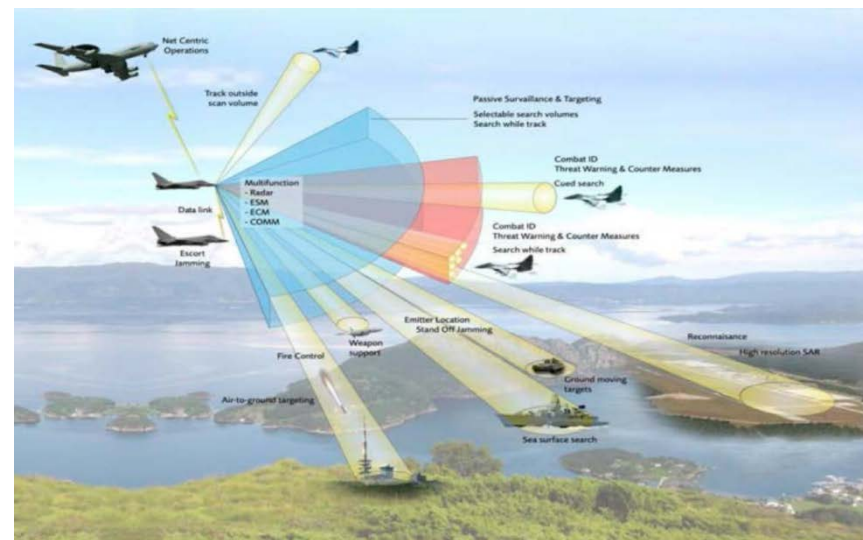 Net Centric
Operations
Track outside
scan volume
Passive Survaillance & Targeting
Selectable search volumes
Search while track
Combat ID
Threat Warning & Counter Measures
Cued search
Multifunction
- Radar
- ESM
- ECM
- COMM
Data link
Escort
Jamming
Combat ID
Threat Warning & Counter Measures
Search while track
Emitter Location
Stand Off Jamming
Weapon
support
Fire Control
Reconnaisance
High resolution SAR
Ground moving
targets
Air-to-ground targeting
Sea surface search